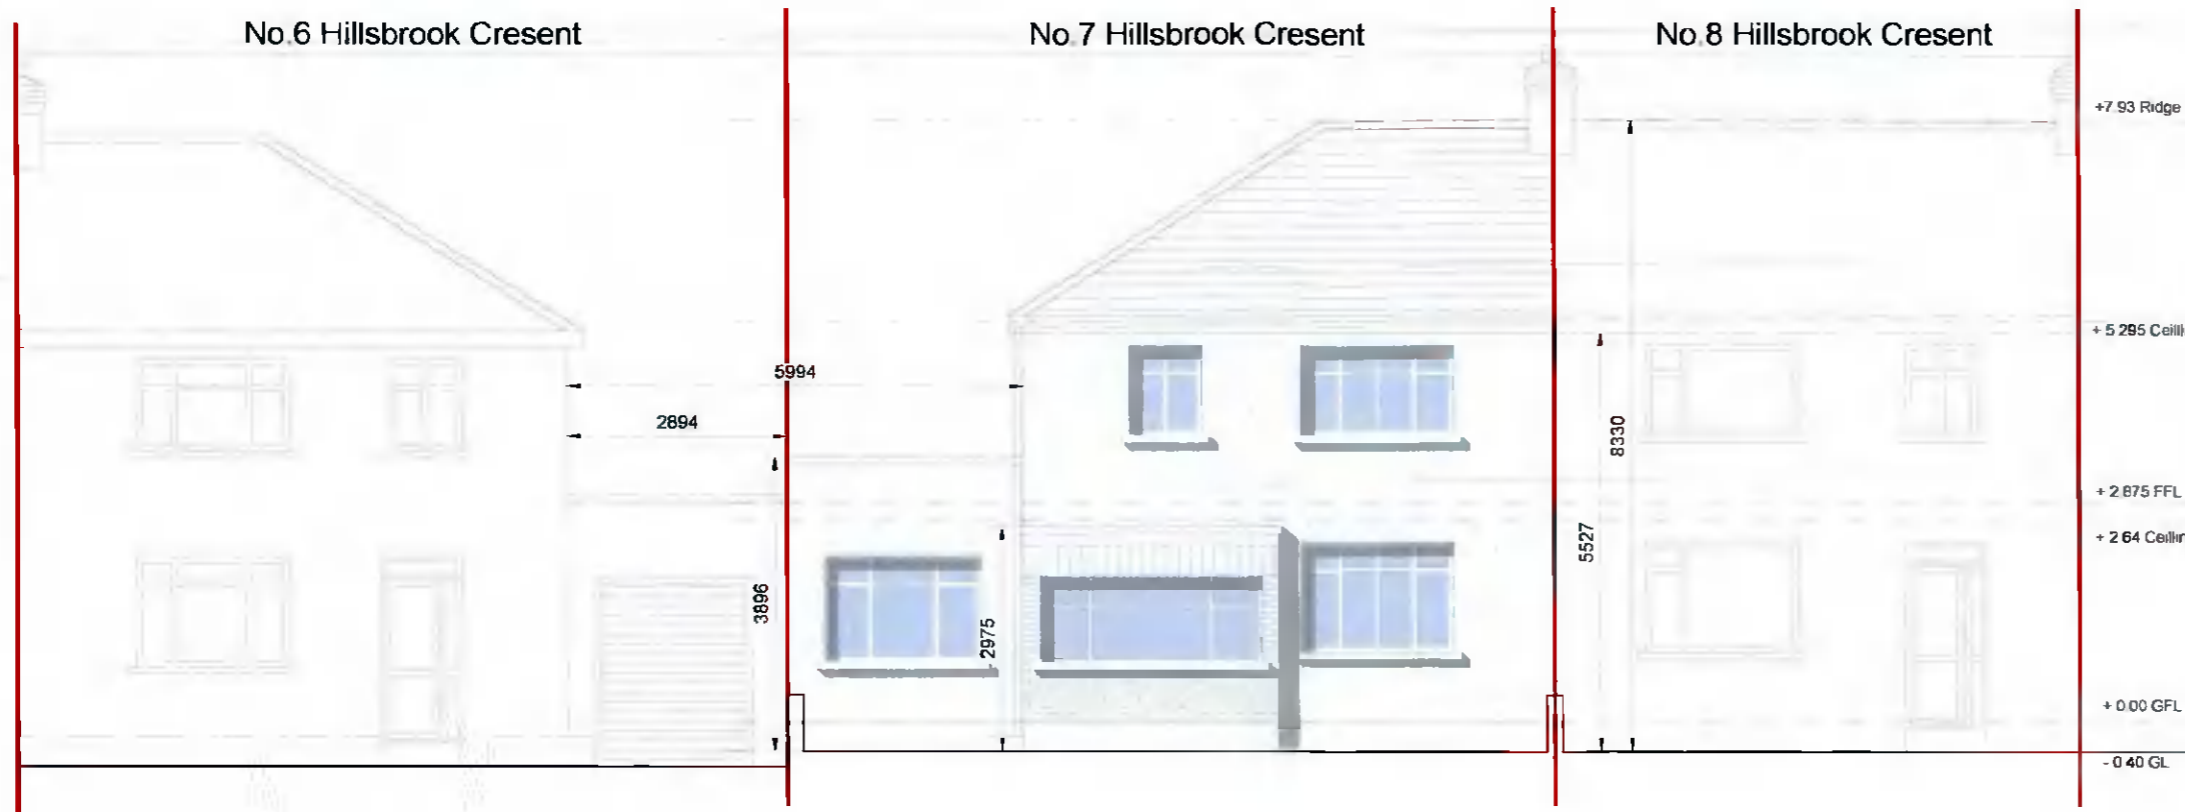 No.6 Hillsbrook Cresent
No.7 Hillsbrook Cresent
No.8 Hillsbrook Cresent
+7.93 Ridge
+ 5.295 Ceili
5994
2894
8330
+ 2.875 FFL
5527
+ 2.64 Ceilin
3896
2975
+ 0.00 GFL
- 0.40 GL